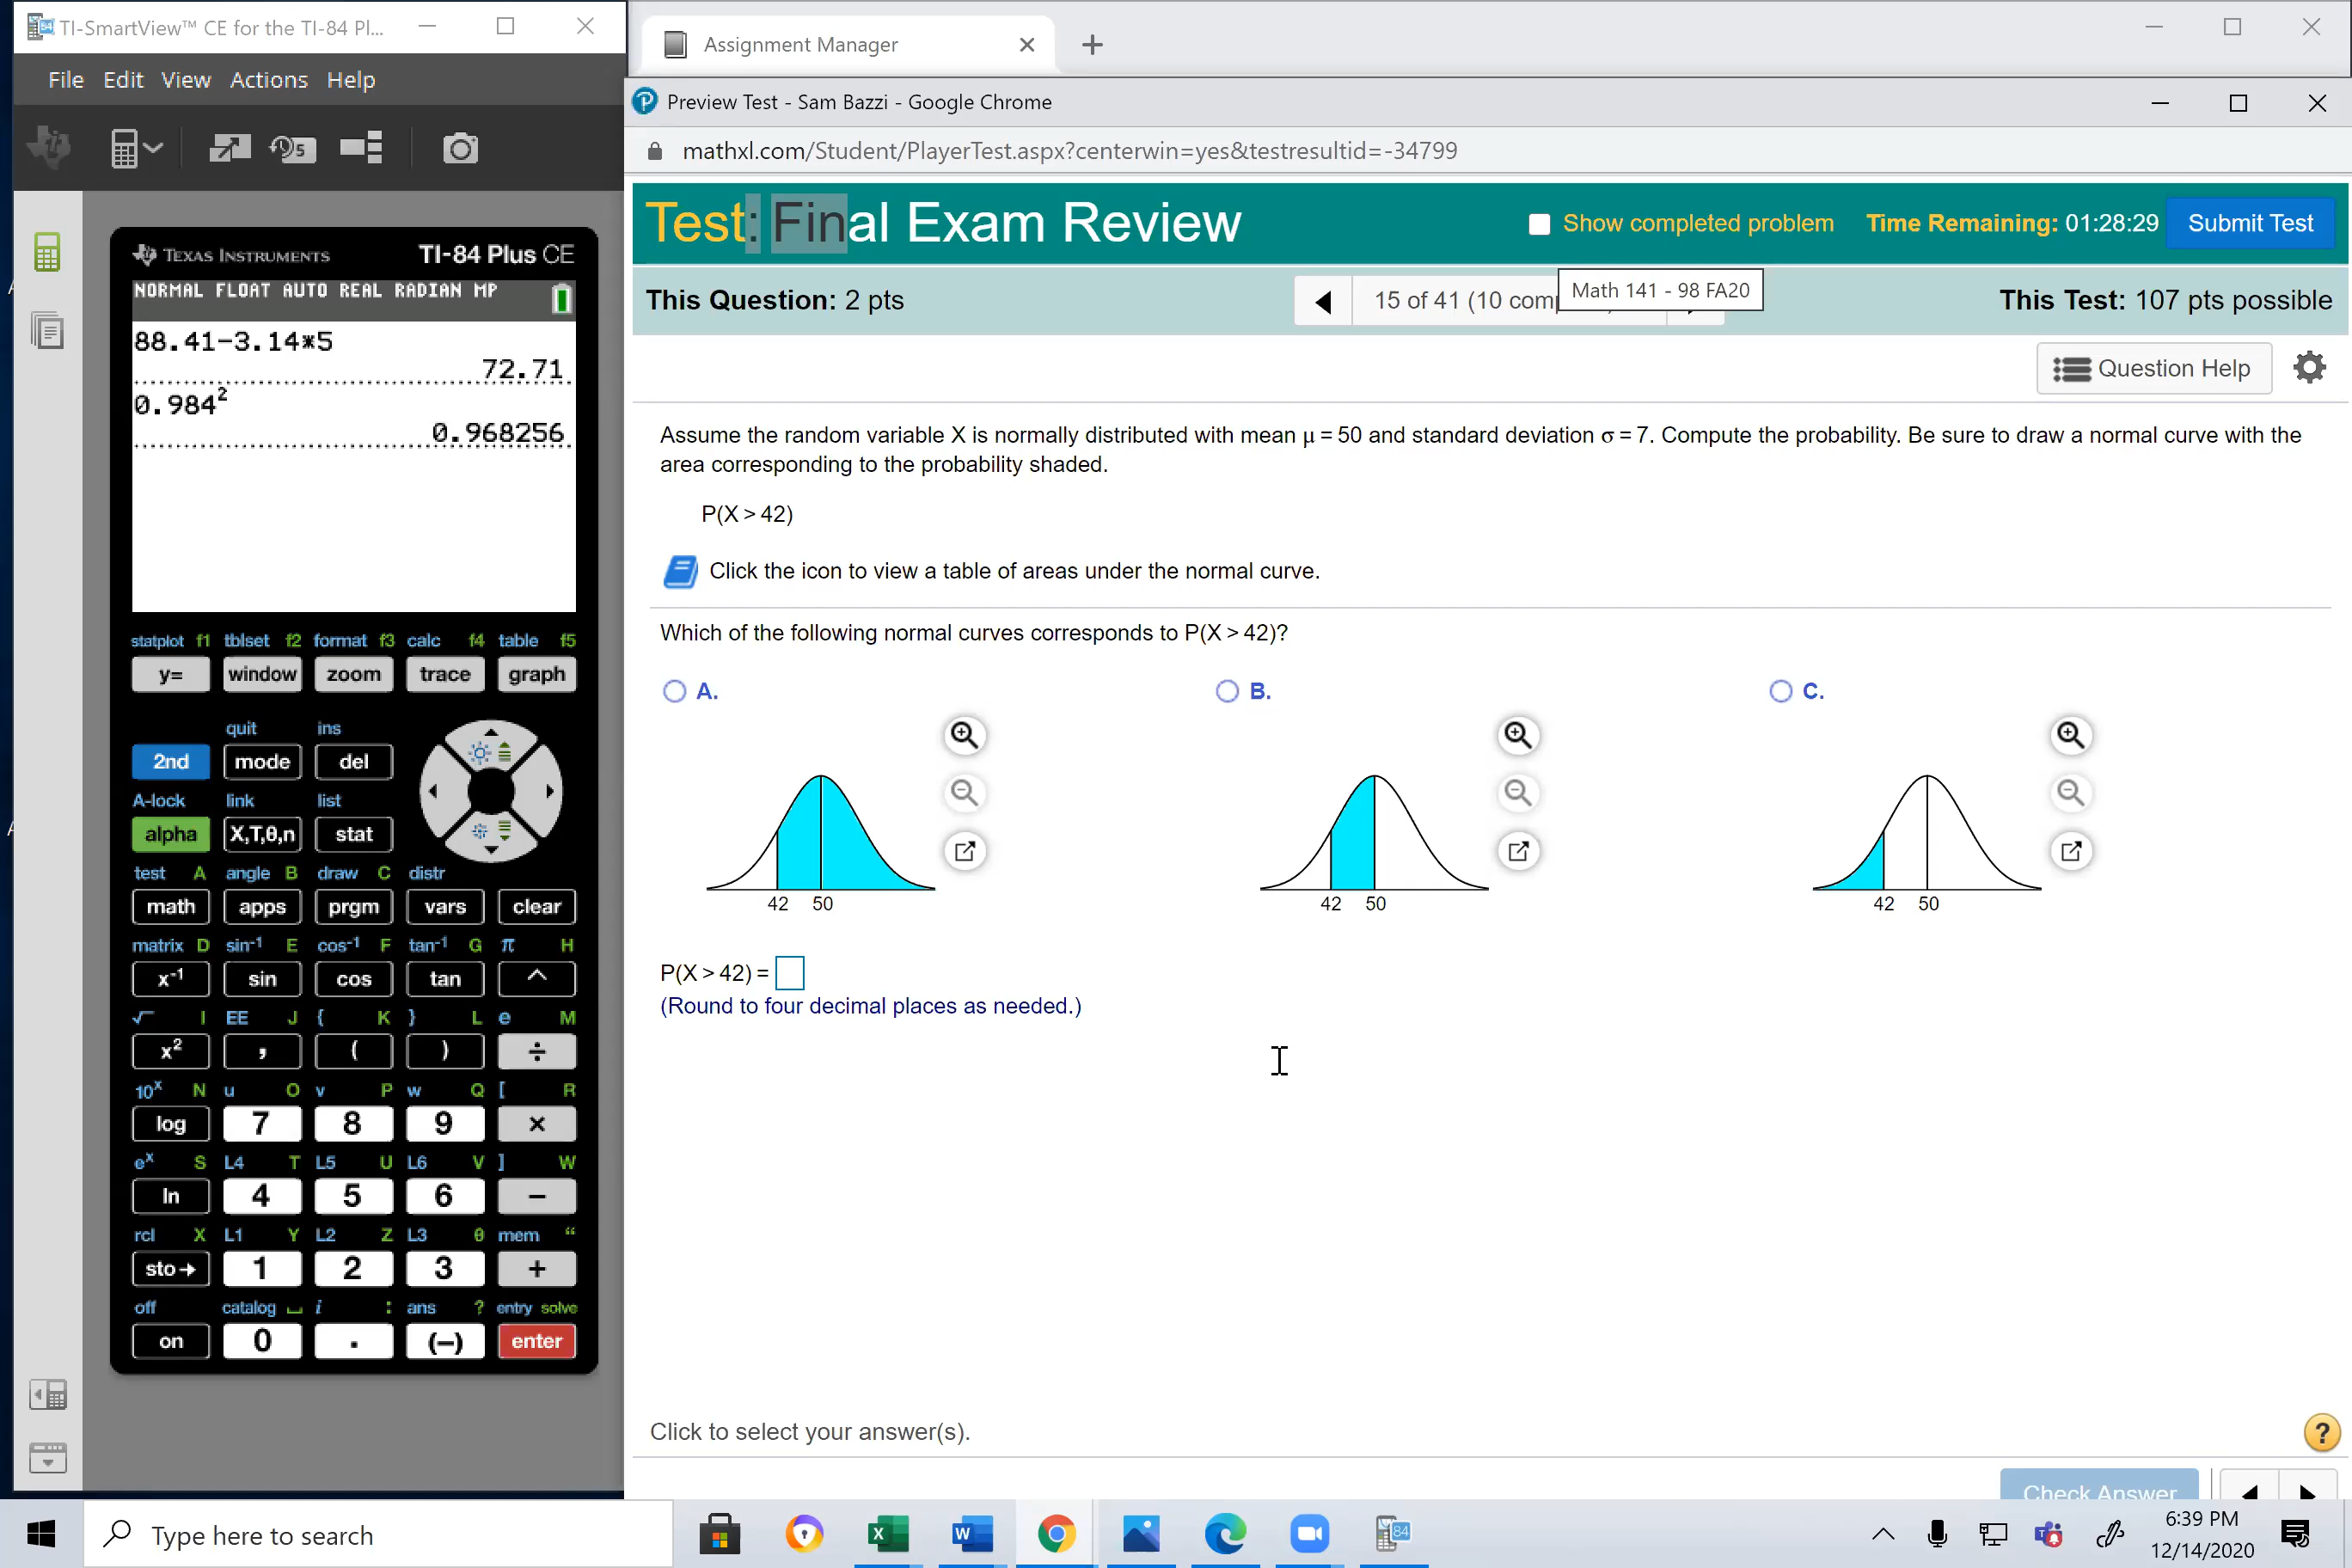 TI-SmartView™ CE for the TI-84 Pl...
File Edit View Actions Help
TEXAS INSTRUMENTS TI-84 Plus CE
NORMAL FLOAT AUTO REAL RADIAN MP
88.41-3.14*5
72.71
0.984²
0.968256
statplot f1 tblset f2 format f3 calc f4 table f5
y= window zoom trace graph
quit ins
2nd mode del
A-lock link list
alpha X,T,θ,n stat
test A angle B draw C distr
math apps prgm vars clear
matrix D sin⁻¹ E cos⁻¹ F tan⁻¹ G π H
x⁻¹ sin cos tan ^
√ I EE J { K } L e M
x² , ( ) ÷
10ˣ N u O v P w Q [ R
log 7 8 9 ×
eˣ S L4 T L5 U L6 V ] W
ln 4 5 6 −
rcl X L1 Y L2 Z L3 θ mem “
sto→ 1 2 3 +
off catalog i : ans ? entry solve
on 0 . (−) enter
Assignment Manager
Preview Test - Sam Bazzi - Google Chrome
mathxl.com/Student/PlayerTest.aspx?centerwin=yes&testresultid=-34799
Test: Final Exam Review Show completed problem Time Remaining: 01:28:29 Submit Test
This Question: 2 pts 15 of 41 (10 Math 141 - 98 FA20 This Test: 107 pts possible
Question Help
Assume the random variable X is normally distributed with mean μ = 50 and standard deviation σ = 7. Compute the probability. Be sure to draw a normal curve with the
area corresponding to the probability shaded.
P(X > 42)
Click the icon to view a table of areas under the normal curve.
Which of the following normal curves corresponds to P(X > 42)?
A. B. C.
42 50 42 50 42 50
P(X > 42) =
(Round to four decimal places as needed.)
Click to select your answer(s).
?
Check Answer
Type here to search
6:39 PM
12/14/2020